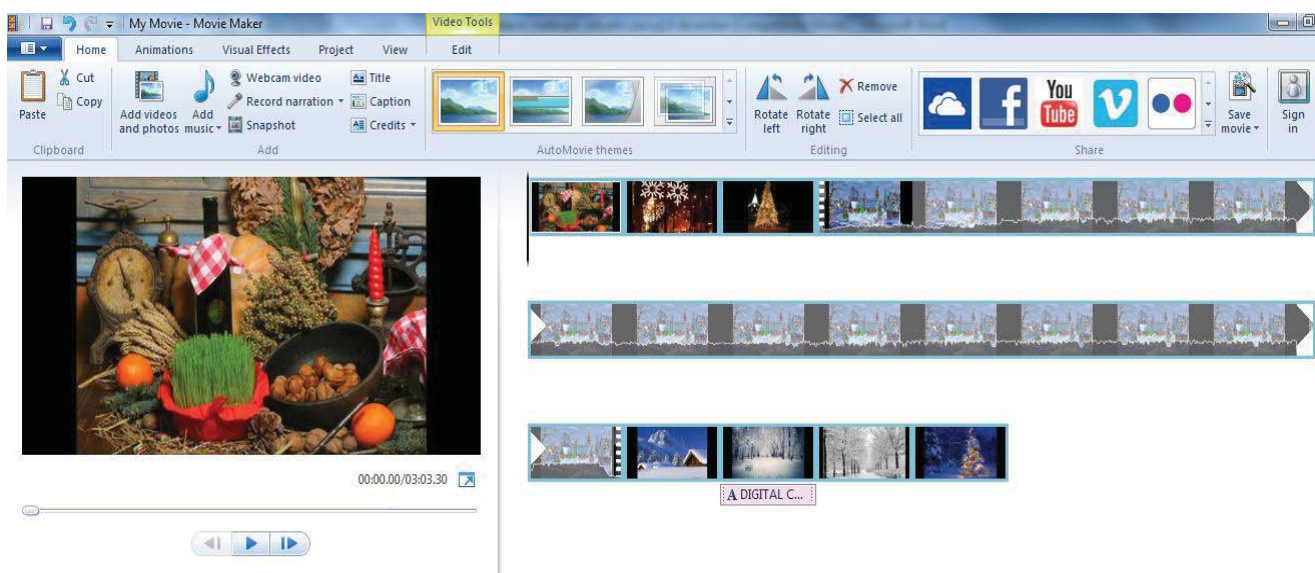 My Movie - Movie Maker
Video Tools
Home Animations Visual Effects Project View Edit
Paste
Cut
Copy
Clipboard
Add videos and photos
Add music
Webcam video
Record narration
Snapshot
Title
Caption
Credits
Add
AutoMovie themes
Rotate left
Rotate right
Remove
Select all
Editing
f
You
Tube
Share
Save movie
Sign in
00:00.00/03:03.30
A DIGITAL C...